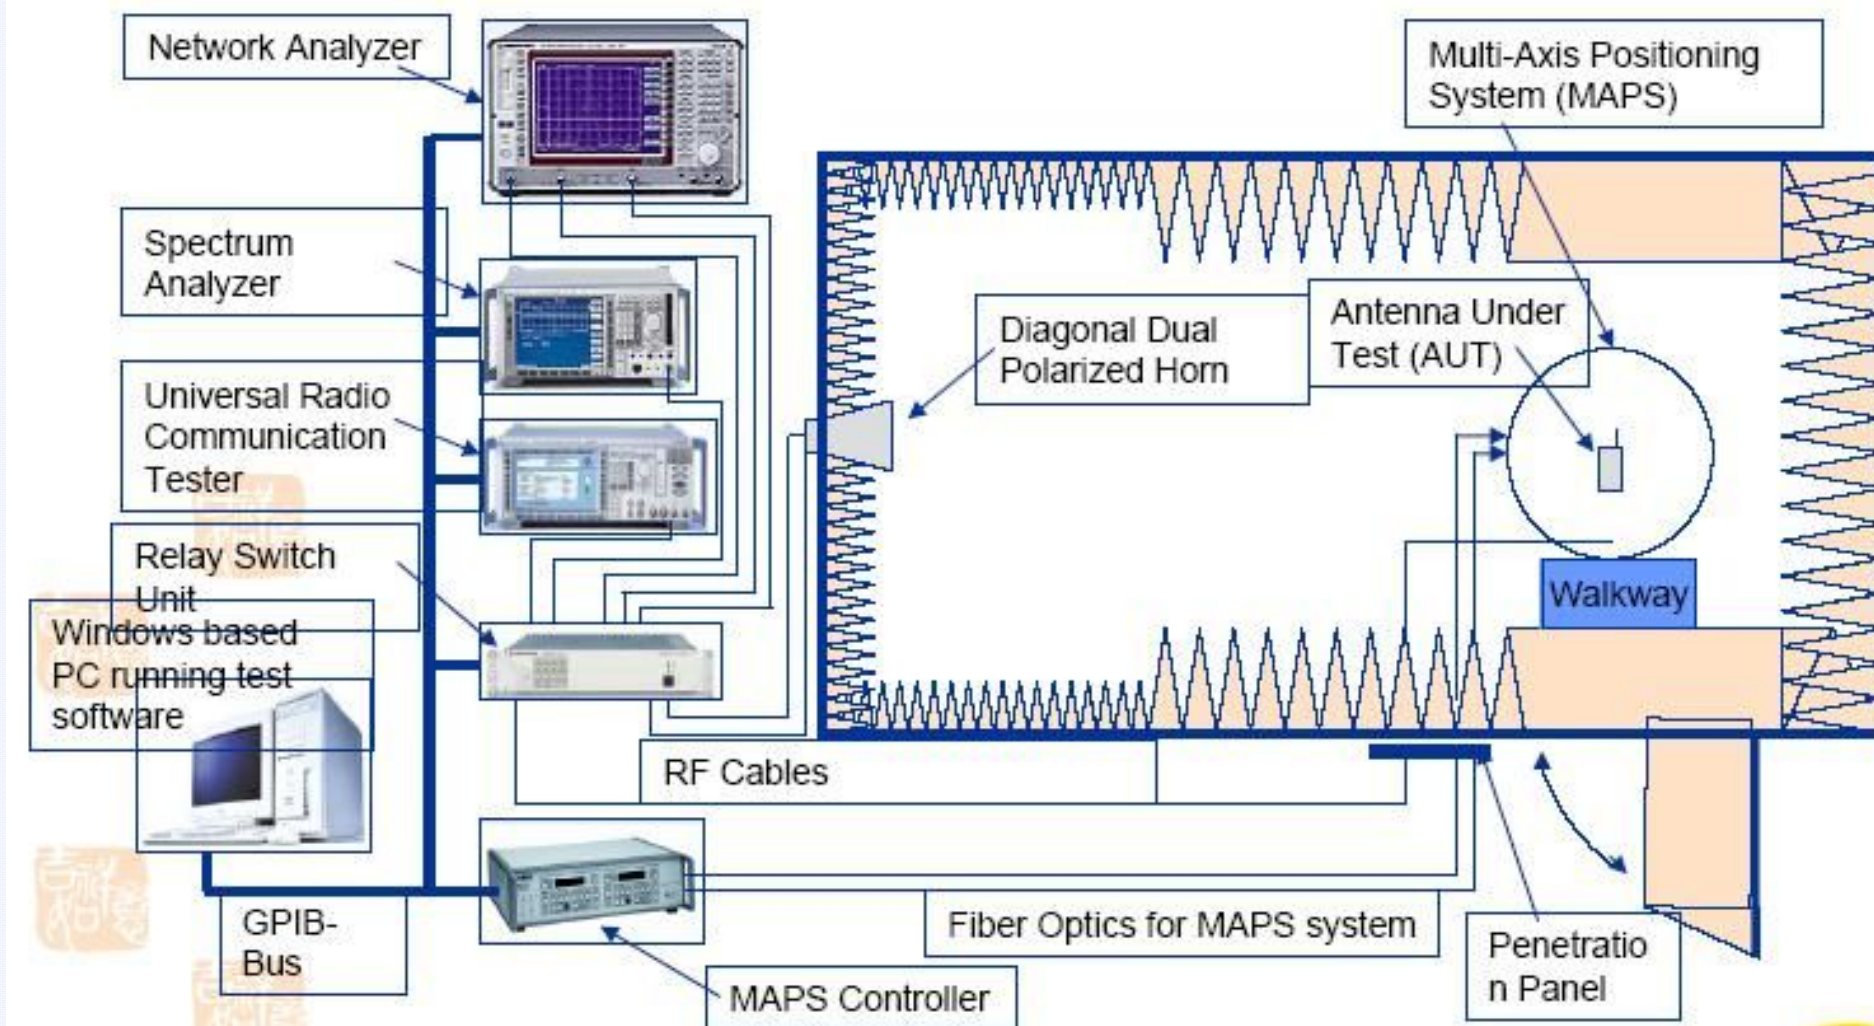 Network Analyzer
Multi-Axis Positioning
System (MAPS)
Spectrum
Analyzer
Diagonal Dual
Polarized Horn
Antenna Under
Test (AUT)
Universal Radio
Communication
Tester
Relay Switch
Unit
Walkway
Windows based
PC running test
software
RF Cables
GPIB-
Bus
Fiber Optics for MAPS system
Penetratio
n Panel
MAPS Controller